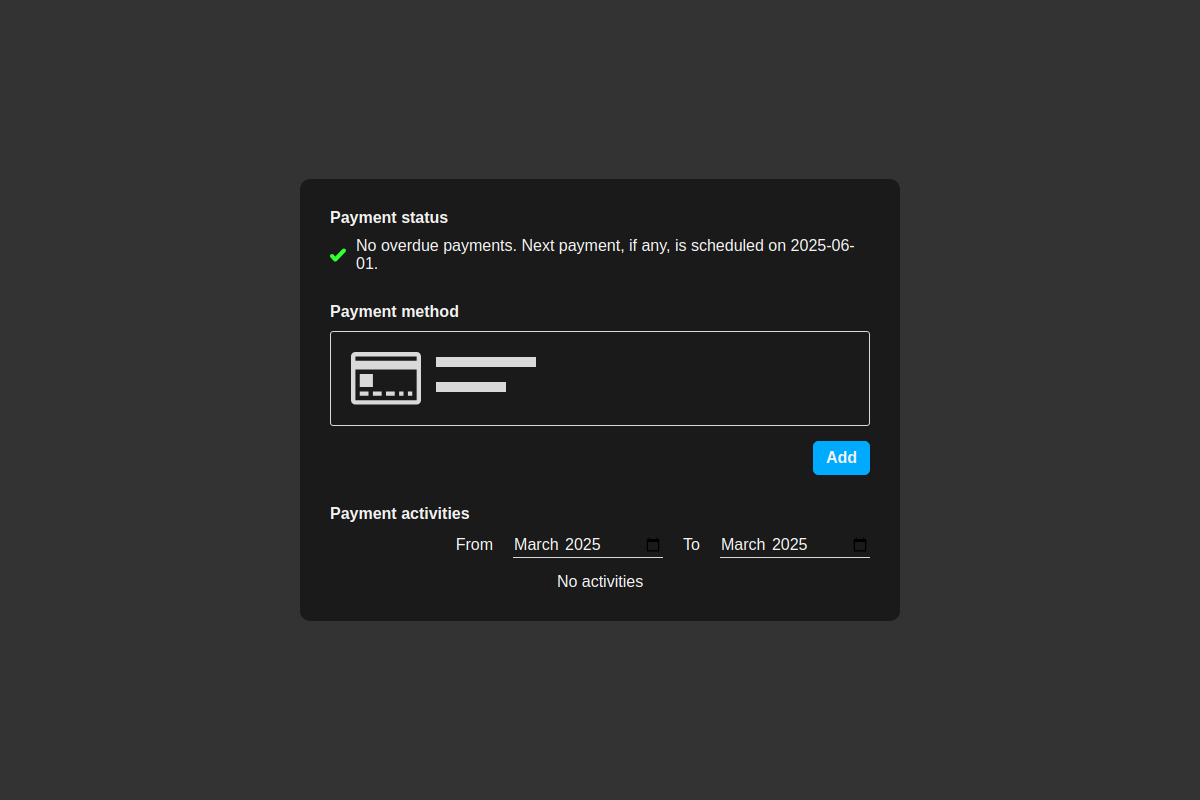 Payment status
No overdue payments. Next payment, if any, is scheduled on 2025-06-
01.
Payment method
Add
Payment activities
From March 2025 To March 2025
No activities